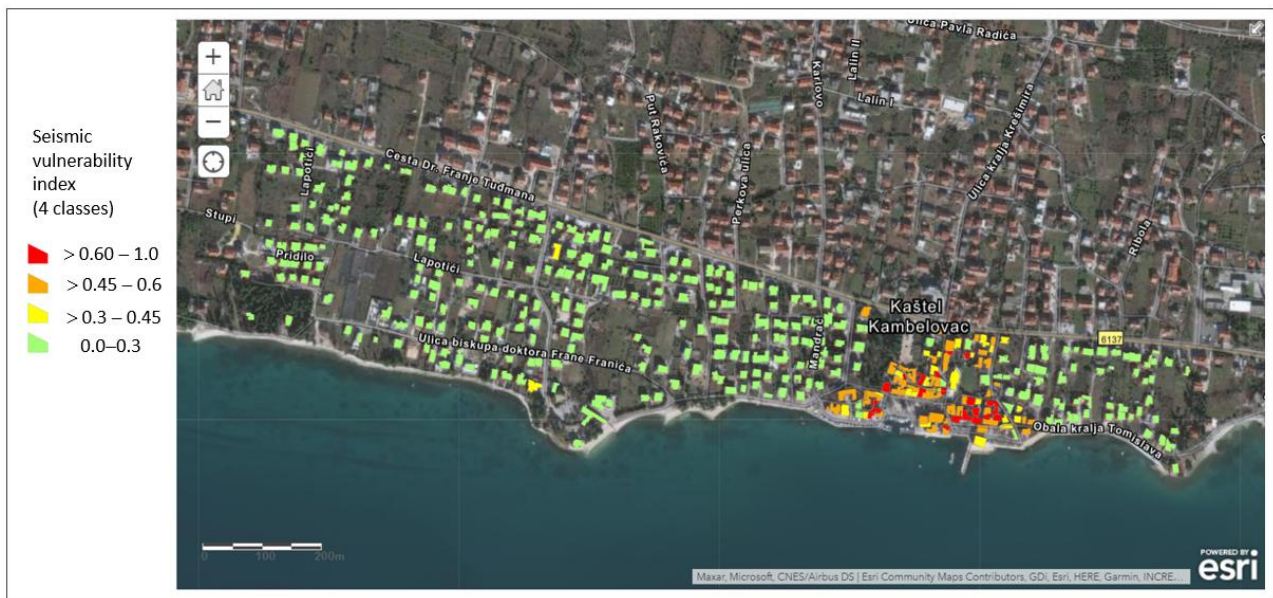 Seismic
vulnerability
index
(4 classes)
> 0.60 – 1.0
> 0.45 – 0.6
> 0.3 – 0.45
0.0–0.3
+
−
Ulica Pavla Radića
Lalin II
Karlovo
Lalin I
Put Rakovića
Ulica kralja Krešimira
Cesta Dr. Franje Tuđmana
Lapotići
Perkova ulica
Stupi
Ribola
Pridilo
Lapotići
Kaštel
Kambelovac
6137
Mandrač
Ulica biskupa doktora Frane Franića
Obala kralja Tomislava
0 100 200m
POWERED BY
esri
Maxar, Microsoft, CNES/Airbus DS | Esri Community Maps Contributors, GDi, Esri, HERE, Garmin, INCRE...